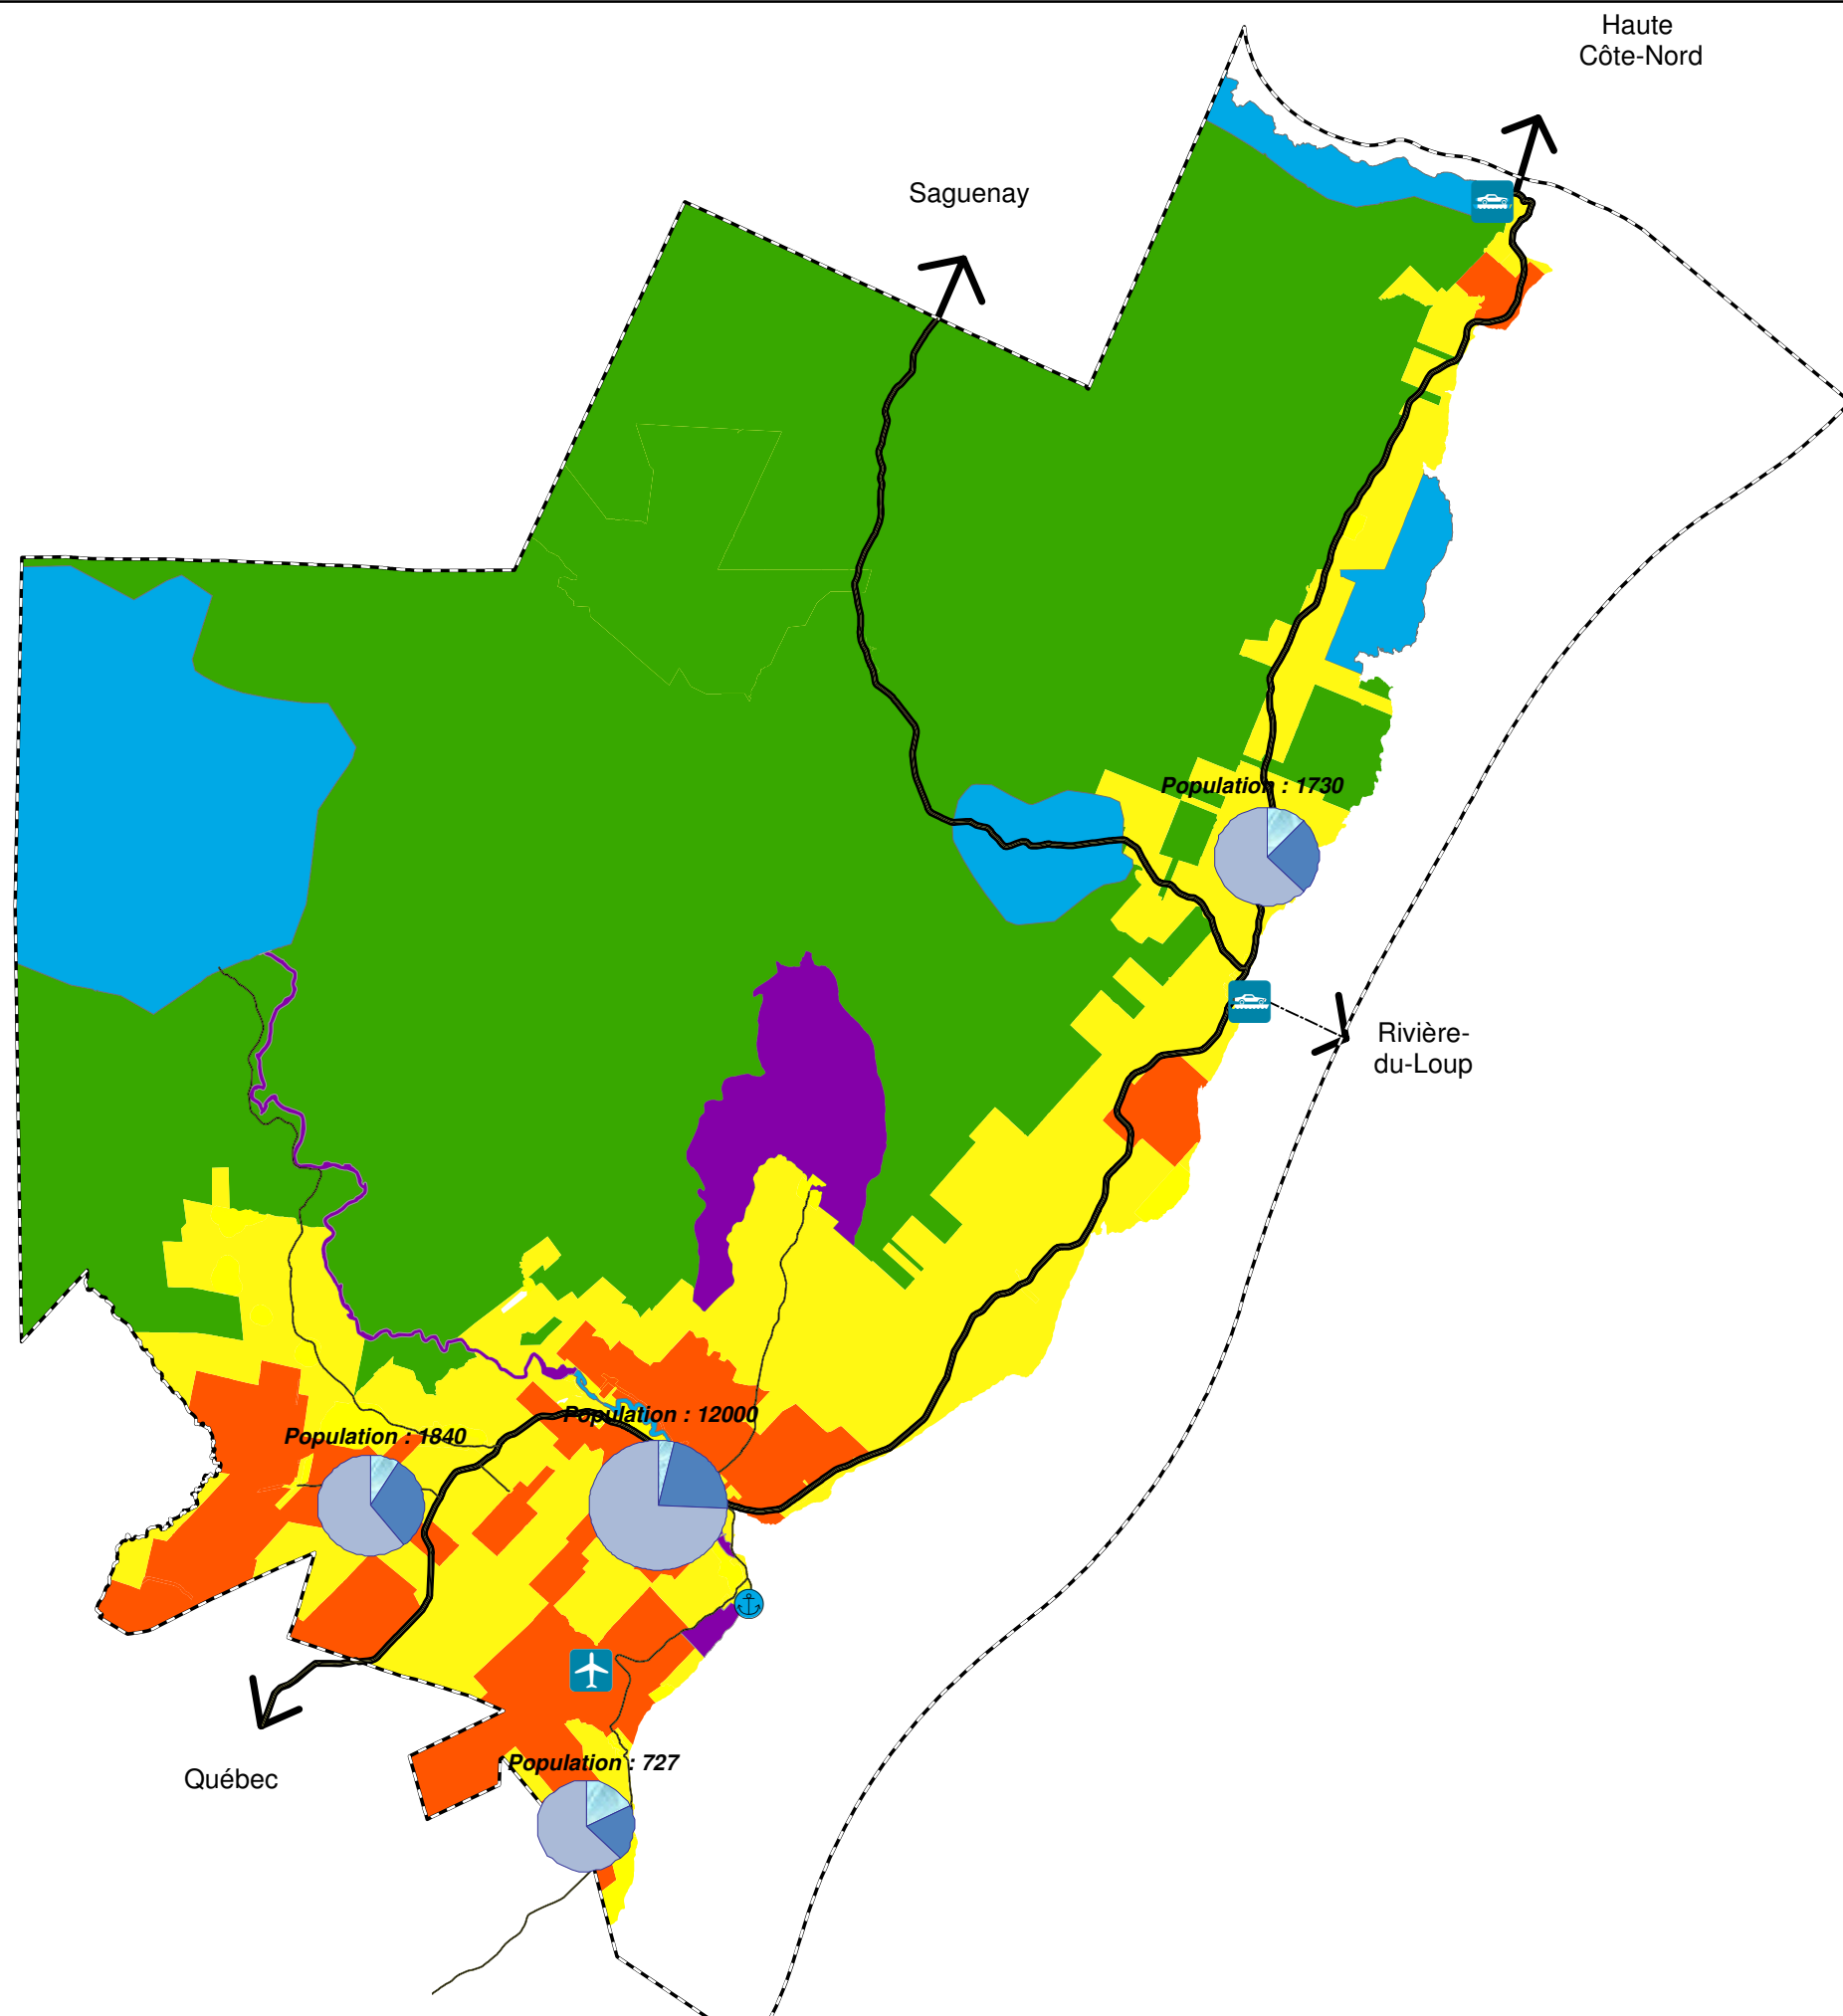 Haute
Côte-Nord
Saguenay
Population : 1730
Rivière-
du-Loup
Population : 12000
Population : 1840
Population : 727
Québec